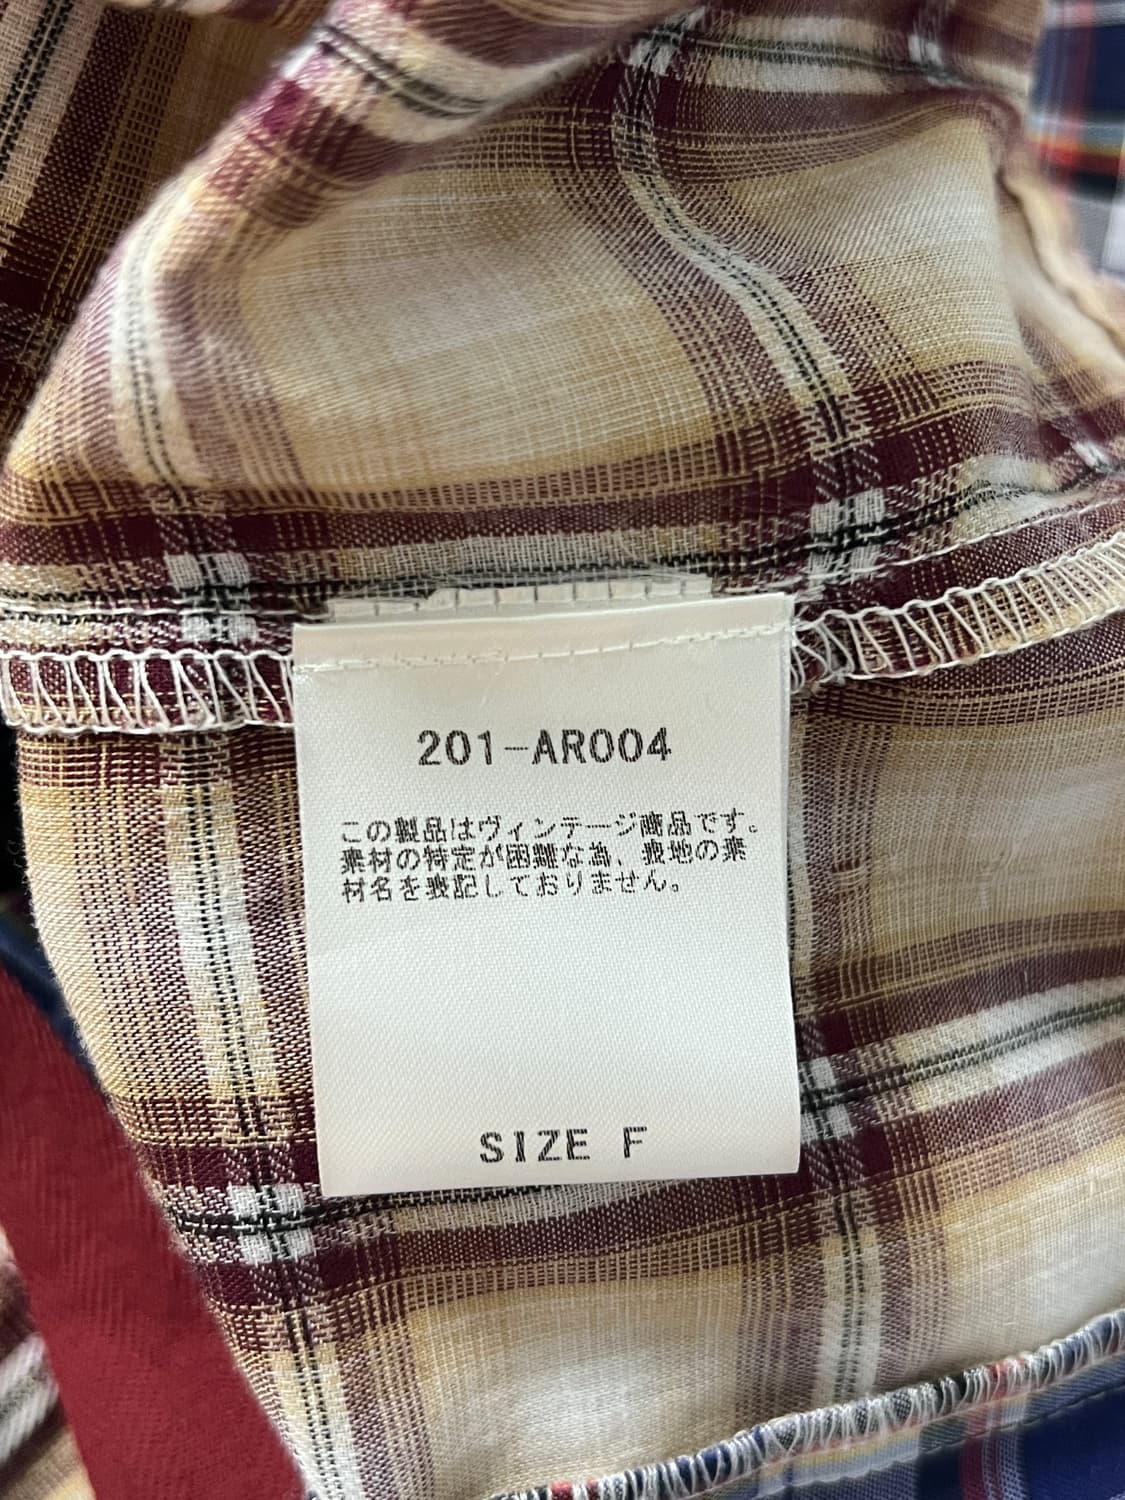 201-AR004
この製品はヴィンテージ商品です。
素材の特定が困難な為、表地の素
材名を表記しておりません。
SIZE F